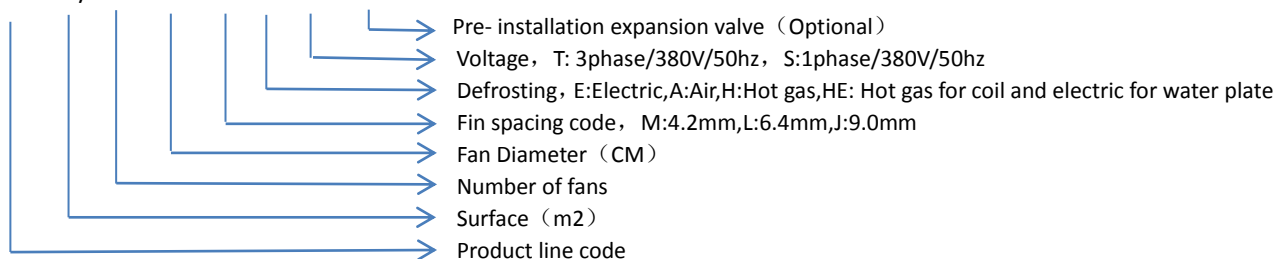 Pre- installation expansion valve（Optional）
Voltage，T: 3phase/380V/50hz，S:1phase/380V/50hz
Defrosting，E:Electric,A:Air,H:Hot gas,HE: Hot gas for coil and electric for water plate
Fin spacing code，M:4.2mm,L:6.4mm,J:9.0mm
Fan Diameter（CM）
Number of fans
Surface（m2）
Product line code